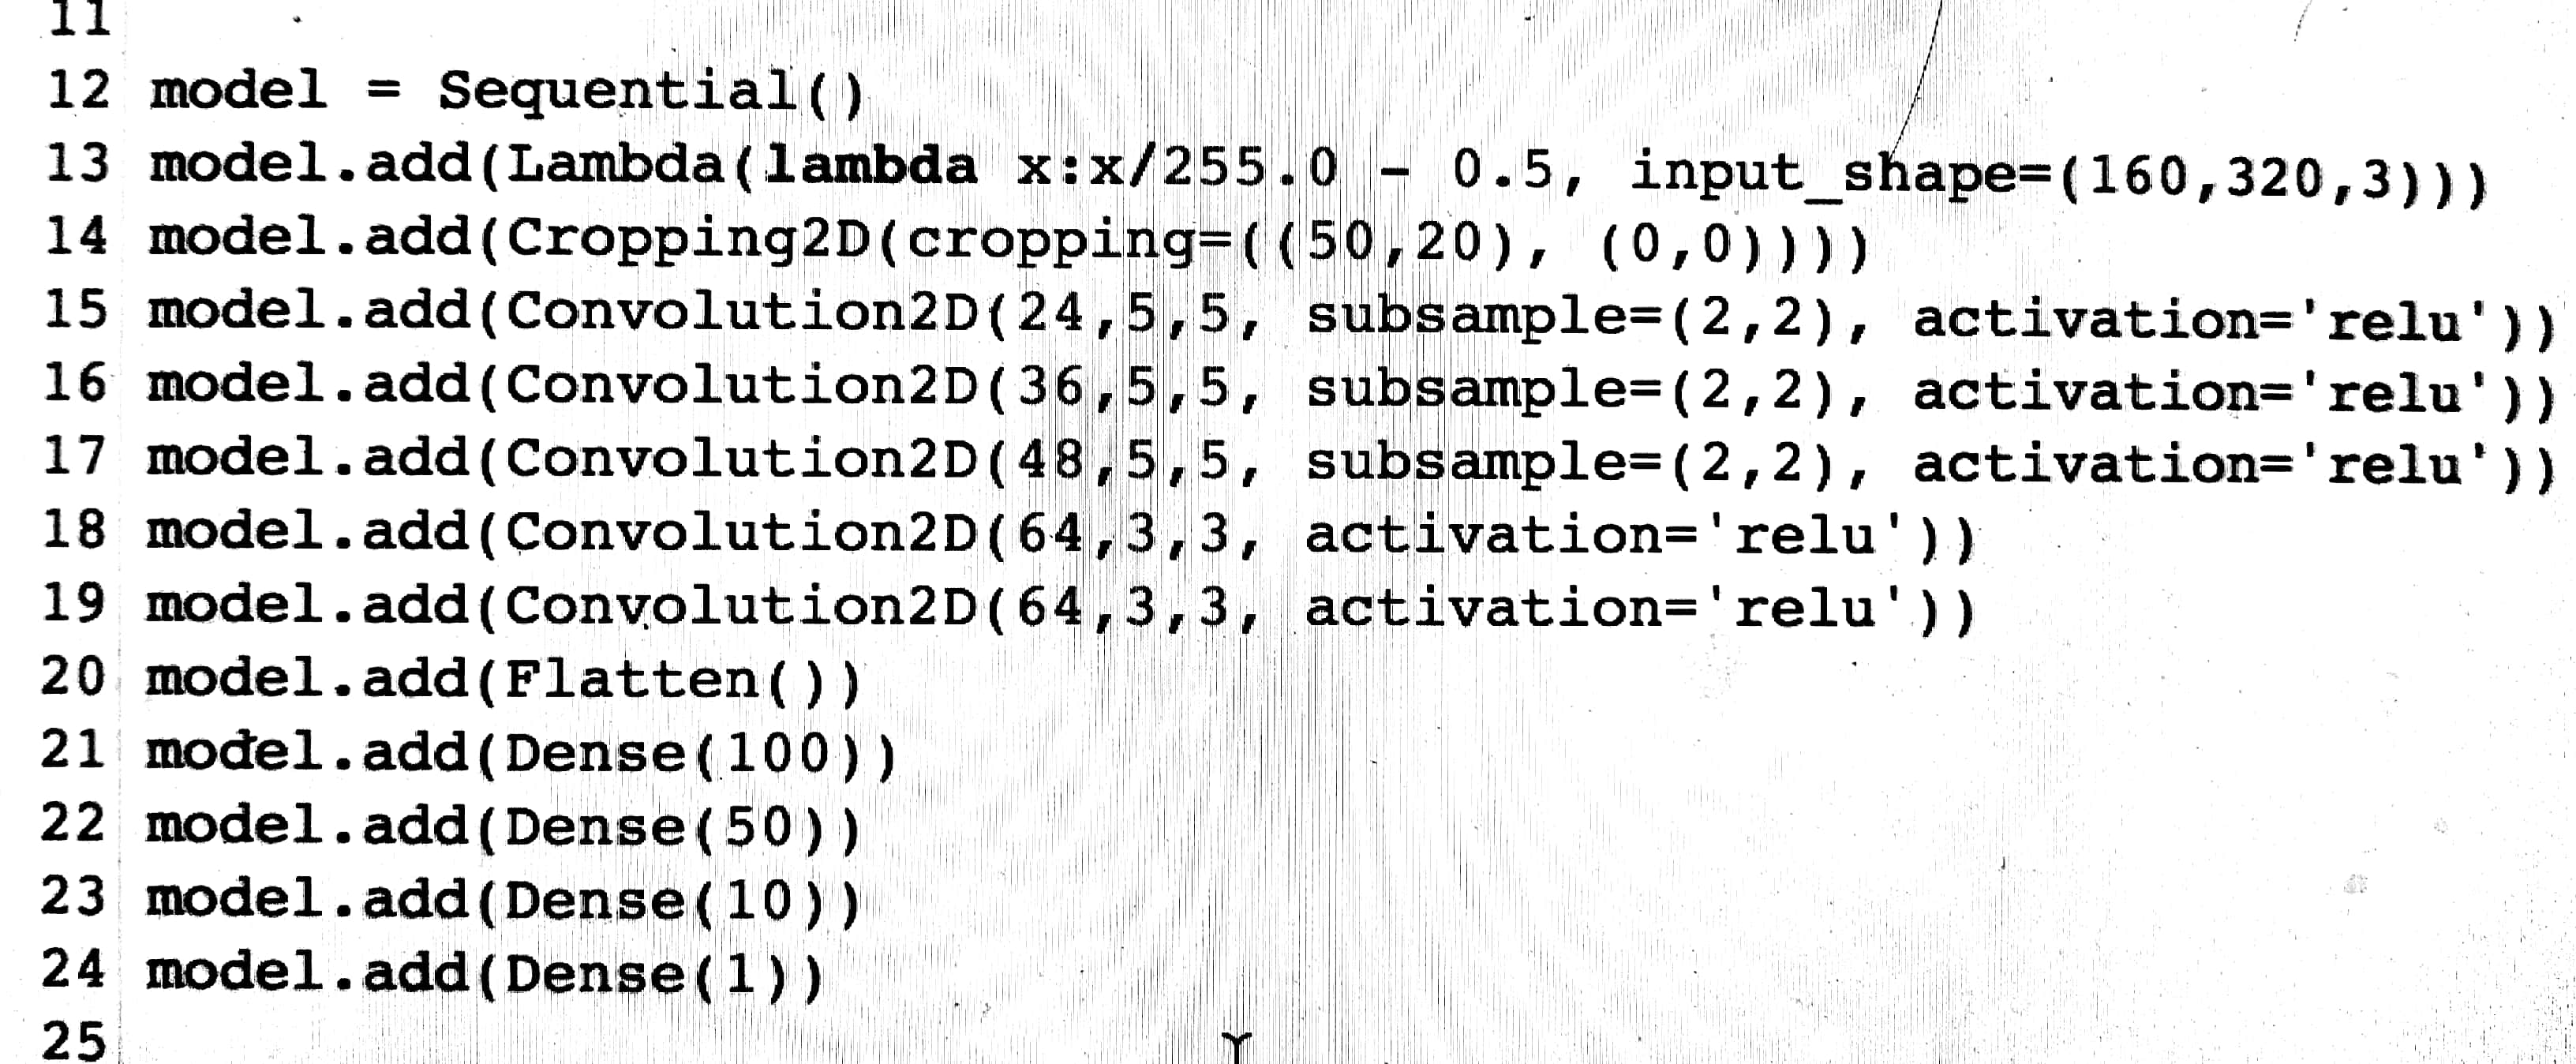 11
12 model = Sequential()
13 model.add(Lambda(lambda x:x/255.0 - 0.5, input_shape=(160,320,3)))
14 model.add(Cropping2D(cropping=((50,20), (0,0))))
15 model.add(Convolution2D(24,5,5, subsample=(2,2), activation='relu'))
16 model.add(Convolution2D(36,5,5, subsample=(2,2), activation='relu'))
17 model.add(Convolution2D(48,5,5, subsample=(2,2), activation='relu'))
18 model.add(Convolution2D(64,3,3, activation='relu'))
19 model.add(Convolution2D(64,3,3, activation='relu'))
20 model.add(Flatten())
21 model.add(Dense(100))
22 model.add(Dense(50))
23 model.add(Dense(10))
24 model.add(Dense(1))
25